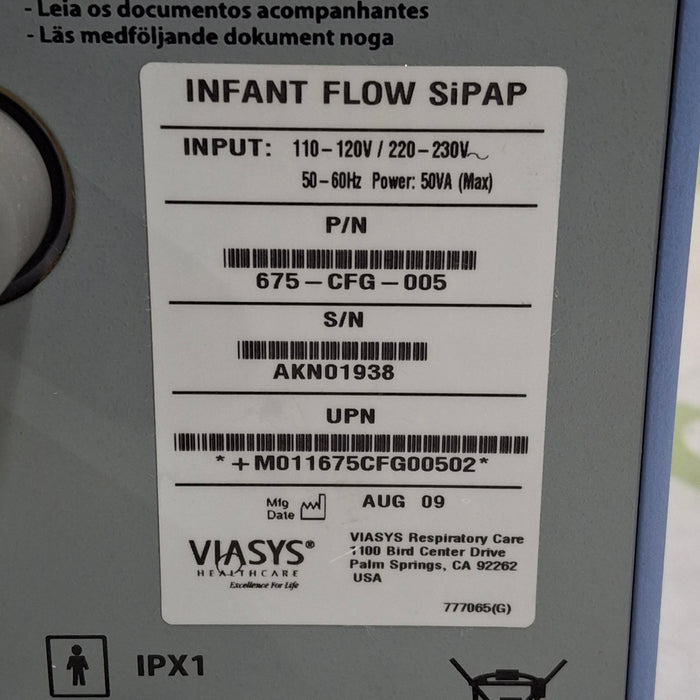 - Leia os documentos acompanhantes
- Läs medföljande dokument noga
INFANT FLOW SiPAP
INPUT: 110-120V / 220-230V~
50-60Hz Power: 50VA (Max)
P/N
675-CFG-005
S/N
AKN01938
UPN
*+M011675CFG00502*
Mfg
Date
AUG 09
VIASYS®
HEALTHCARE
Excellence For Life
VIASYS Respiratory Care
1100 Bird Center Drive
Palm Springs, CA 92262
USA
777065(G)
IPX1